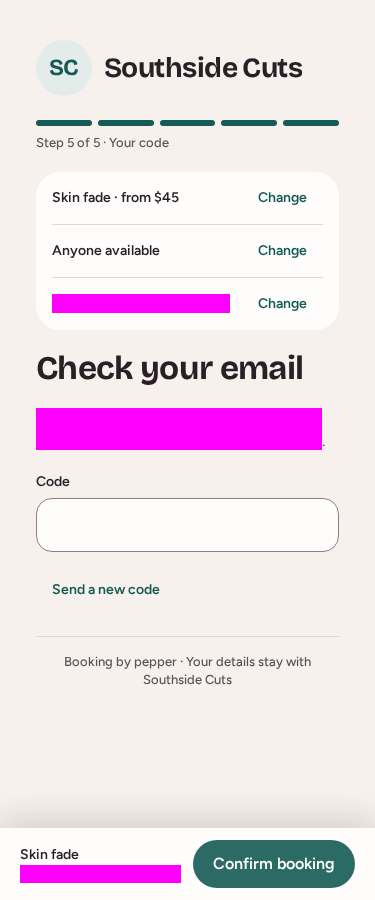 SC
Southside Cuts
Step 5 of 5 · Your code
Skin fade · from $45
Change
Anyone available
Change
Change
Check your email
.
Code
Send a new code
Booking by pepper · Your details stay with
Southside Cuts
Skin fade
Confirm booking